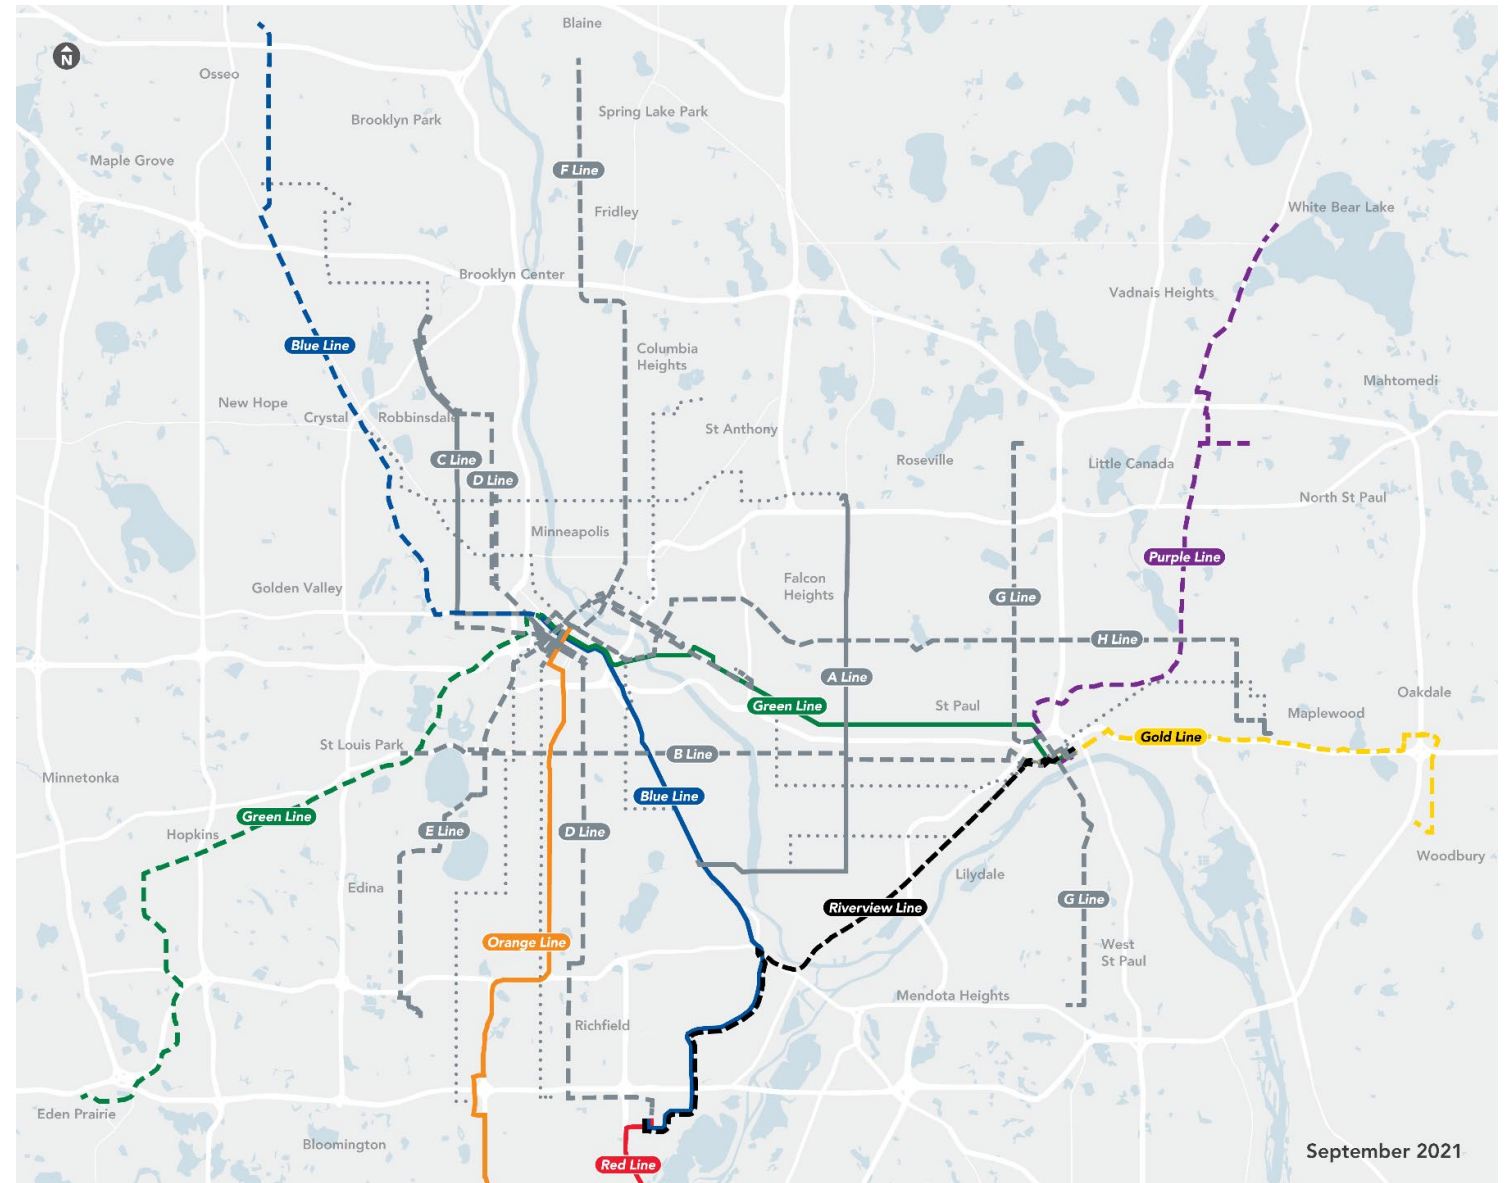 N
Blaine
Osseo
Spring Lake Park
Brooklyn Park
Maple Grove
F Line
White Bear Lake
Fridley
Brooklyn Center
Vadnais Heights
Blue Line
Columbia
Heights
Mahtomedi
New Hope
Crystal
Robbinsdale
St Anthony
C Line
Roseville
Little Canada
D Line
North St Paul
Minneapolis
Purple Line
Golden Valley
Falcon
Heights
G Line
H Line
A Line
Oakdale
Green Line
St Paul
Maplewood
Gold Line
St Louis Park
B Line
Minnetonka
Blue Line
Green Line
Hopkins
E Line
D Line
Woodbury
Edina
Lilydale
Riverview Line
G Line
Orange Line
West
St Paul
Mendota Heights
Richfield
Eden Prairie
Bloomington
September 2021
Red Line